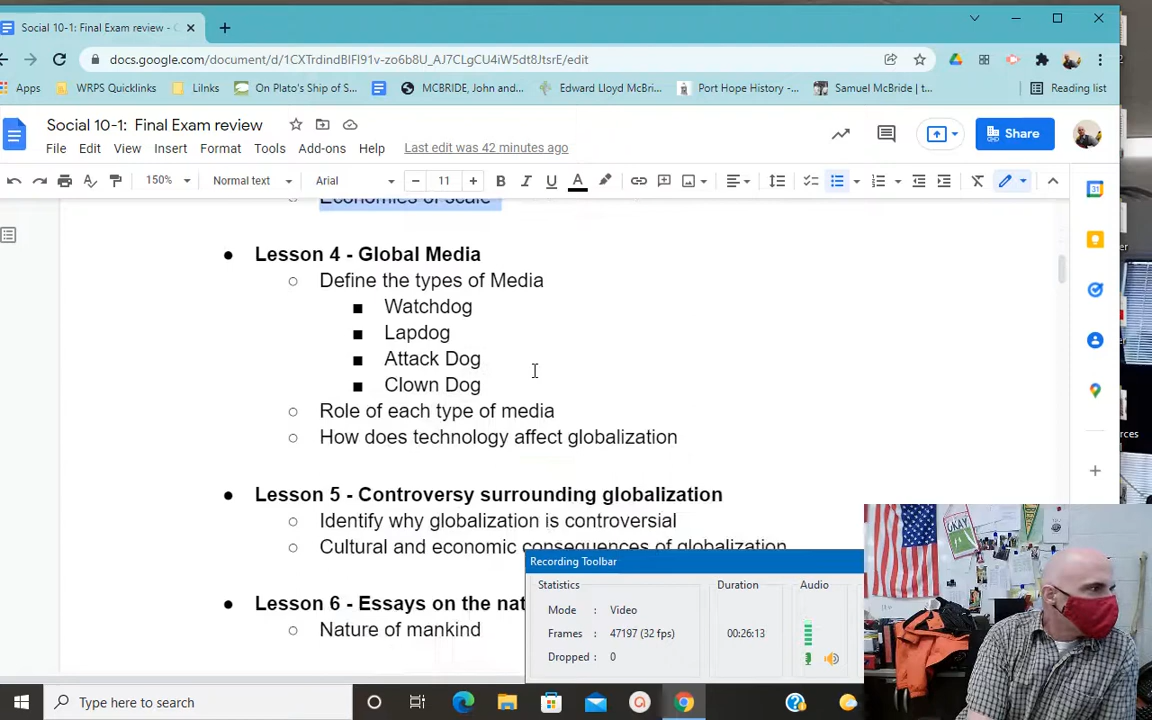 Social 10-1: Final Exam review - G
docs.google.com/document/d/1CXTrdindBIFI91v-zo6b8U_AJ7CLgCU4iW5dt8JtsrE/edit
Apps WRPS Quicklinks LiInks On Plato's Ship of S... MCBRIDE, John and... Edward Lloyd McBri... Port Hope History -... Samuel McBride | t... Reading list
Social 10-1: Final Exam review
Share
File Edit View Insert Format Tools Add-ons Help Last edit was 42 minutes ago
150% Normal text Arial − 11 + B I U A
Economies of scale
Lesson 4 - Global Media
Define the types of Media
Watchdog
Lapdog
Attack Dog
Clown Dog
Role of each type of media
How does technology affect globalization
Lesson 5 - Controversy surrounding globalization
Identify why globalization is controversial
Cultural and economic consequences of globalization
Lesson 6 - Essays on the nat
Nature of mankind
Recording Toolbar
Statistics Duration Audio
Mode : Video
Frames : 47197 (32 fps) 00:26:13
Dropped : 0
OKAY
Type here to search